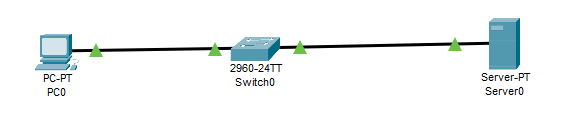 PC-PT
PC0
2960-24TT
Switch0
Server-PT
Server0